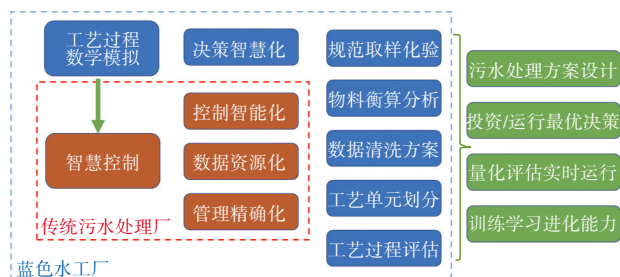 工艺过程
数学模拟
智慧控制
传统污水处理厂
蓝色水工厂
决策智慧化
控制智能化
数据资源化
管理精确化
规范取样化验
物料衡算分析
数据清洗方案
工艺单元划分
工艺过程评估
污水处理方案设计
投资/运行最优决策
量化评估实时运行
训练学习进化能力